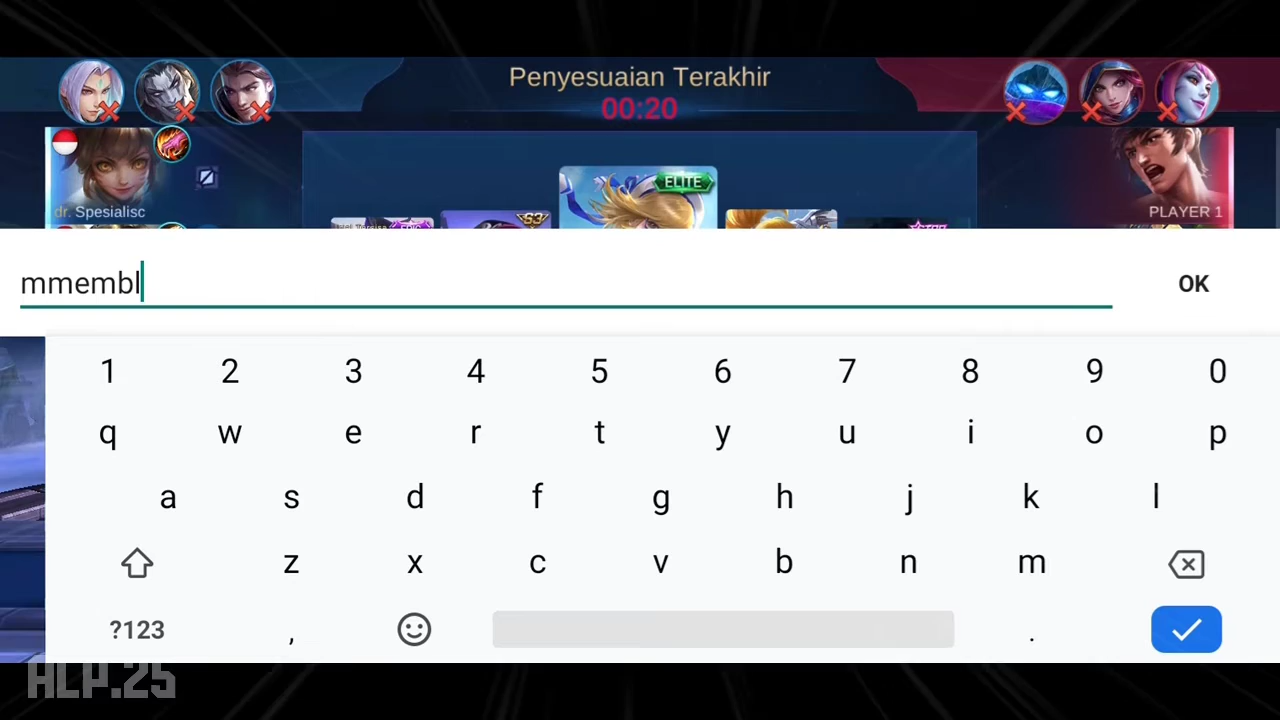 Penyesuaian Terakhir
00:20
ELITE
dr. Spesialisc
PLAYER 1
mmembl
OK
1 2 3 4 5 6 7 8 9 0
q w e r t y u i o p
a s d f g h j k l
z x c v b n m
?123 , .
HLP.25